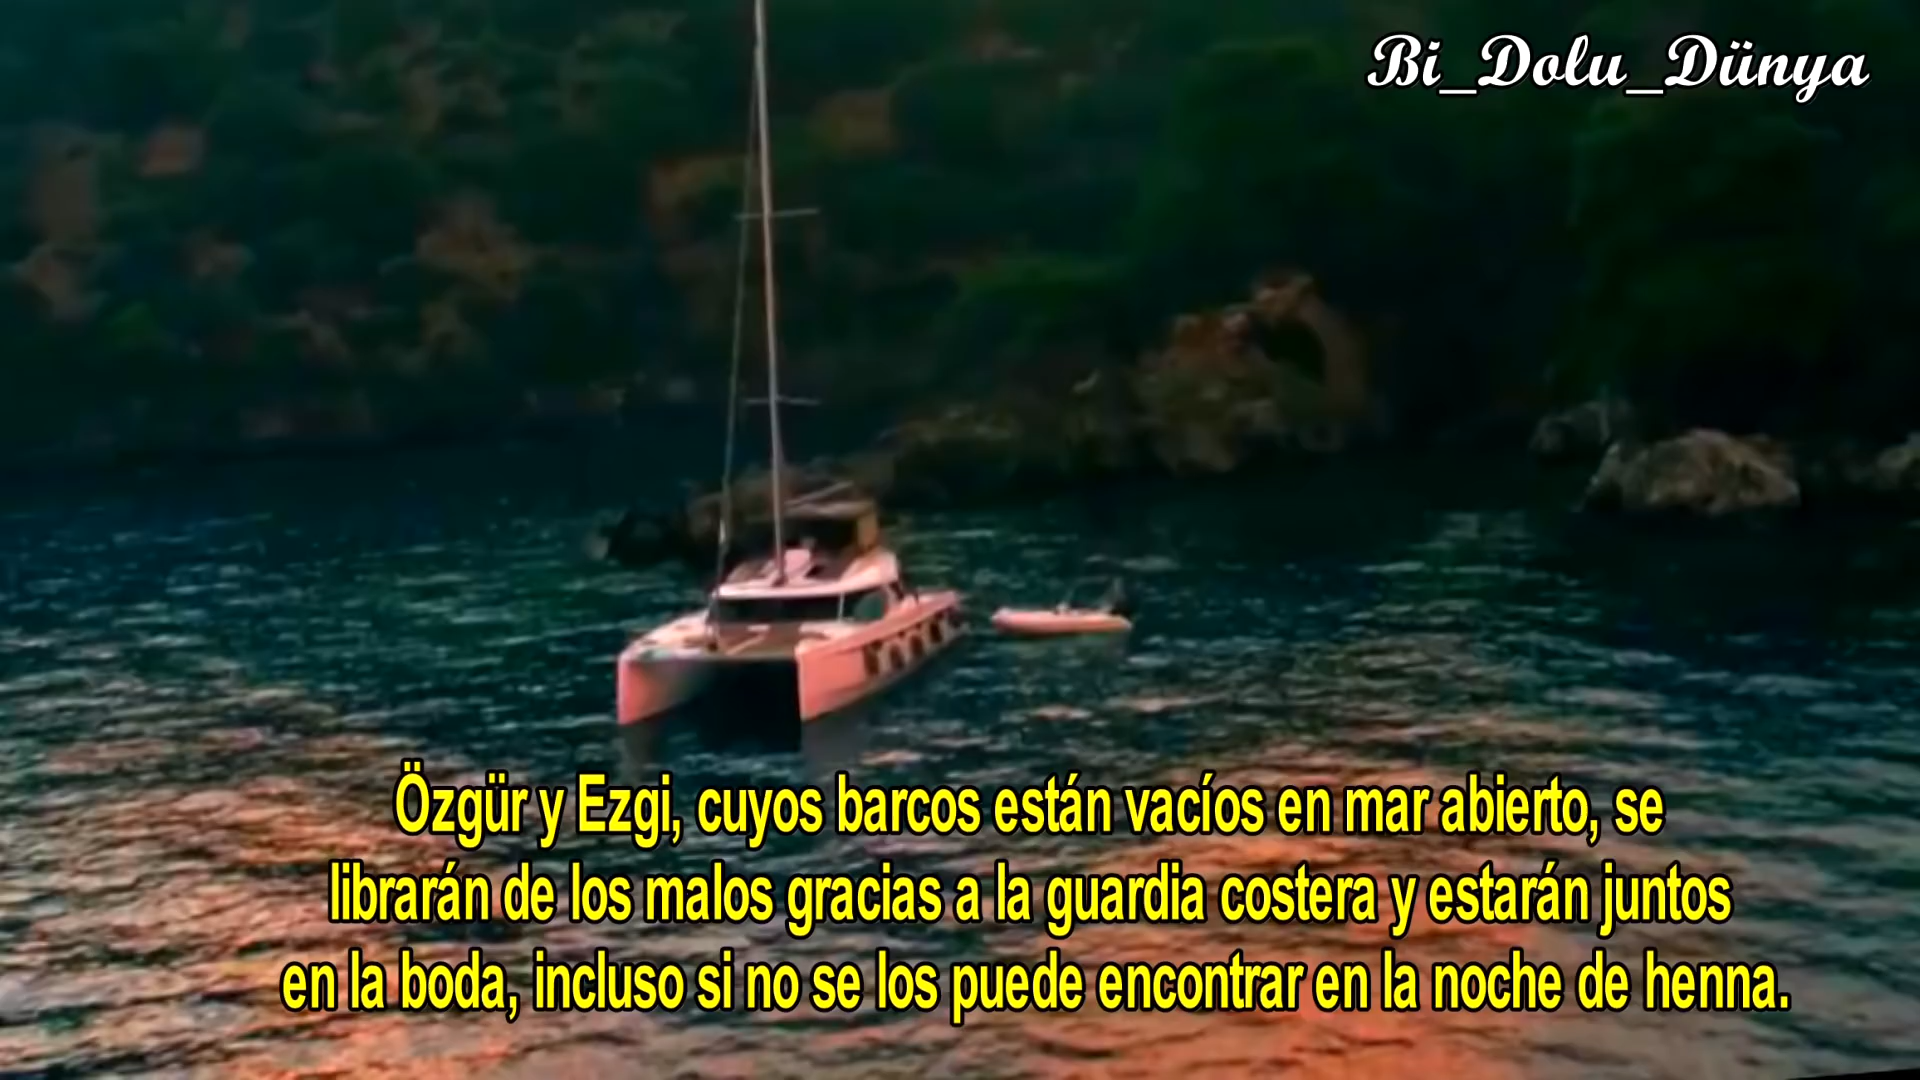 Bi_Dolu_Dünya
Özgür y Ezgi, cuyos barcos están vacíos en mar abierto, se
librarán de los malos gracias a la guardia costera y estarán juntos
en la boda, incluso si no se los puede encontrar en la noche de henna.